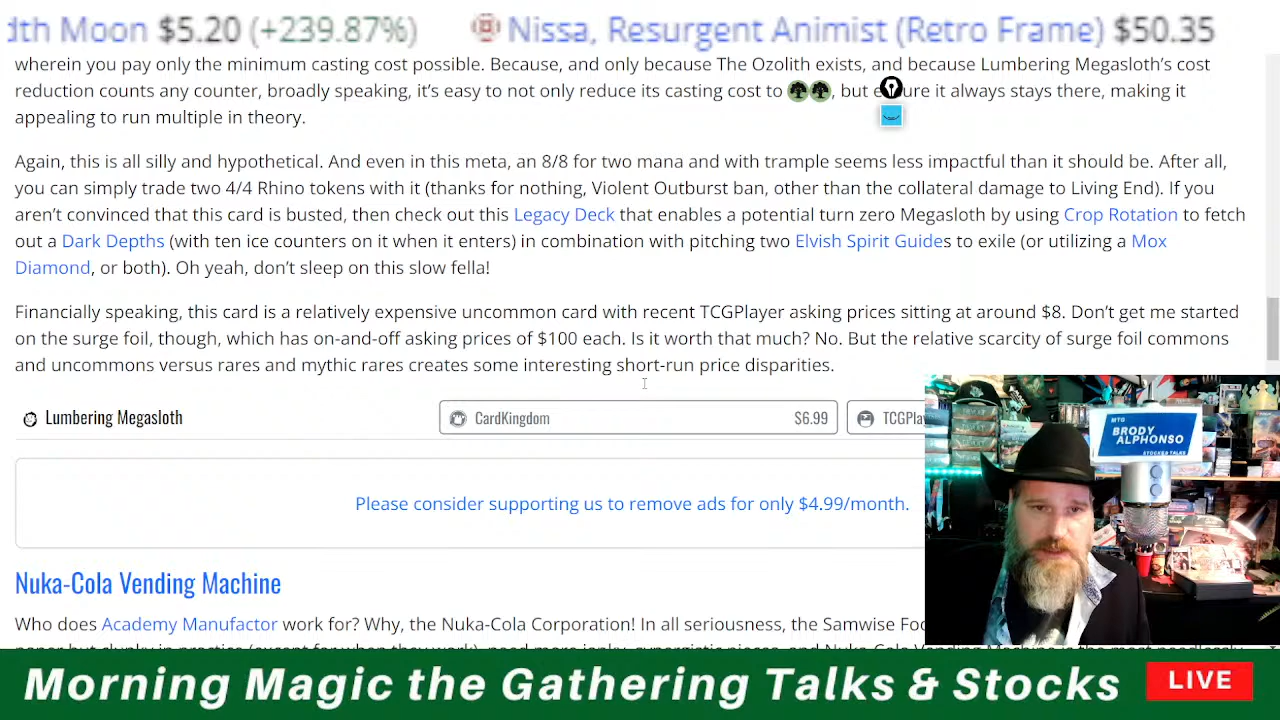 dth Moon $5.20 (+239.87%) Nissa, Resurgent Animist (Retro Frame) $50.35
wherein you pay only the minimum casting cost possible. Because, and only because The Ozolith exists, and because Lumbering Megasloth's cost
reduction counts any counter, broadly speaking, it's easy to not only reduce its casting cost to , but e ure it always stays there, making it
appealing to run multiple in theory.
Again, this is all silly and hypothetical. And even in this meta, an 8/8 for two mana and with trample seems less impactful than it should be. After all,
you can simply trade two 4/4 Rhino tokens with it (thanks for nothing, Violent Outburst ban, other than the collateral damage to Living End). If you
aren't convinced that this card is busted, then check out this Legacy Deck that enables a potential turn zero Megasloth by using Crop Rotation to fetch
out a Dark Depths (with ten ice counters on it when it enters) in combination with pitching two Elvish Spirit Guides to exile (or utilizing a Mox
Diamond, or both). Oh yeah, don't sleep on this slow fella!
Financially speaking, this card is a relatively expensive uncommon card with recent TCGPlayer asking prices sitting at around $8. Don't get me started
on the surge foil, though, which has on-and-off asking prices of $100 each. Is it worth that much? No. But the relative scarcity of surge foil commons
and uncommons versus rares and mythic rares creates some interesting short-run price disparities.
Lumbering Megasloth CardKingdom $6.99 TCGPla
MTG
BRODY
ALPHONSO
STOCKS & TALKS
Please consider supporting us to remove ads for only $4.99/month.
Nuka-Cola Vending Machine
Who does Academy Manufactor work for? Why, the Nuka-Cola Corporation! In all seriousness, the Samwise Foo
Morning Magic the Gathering Talks & Stocks LIVE